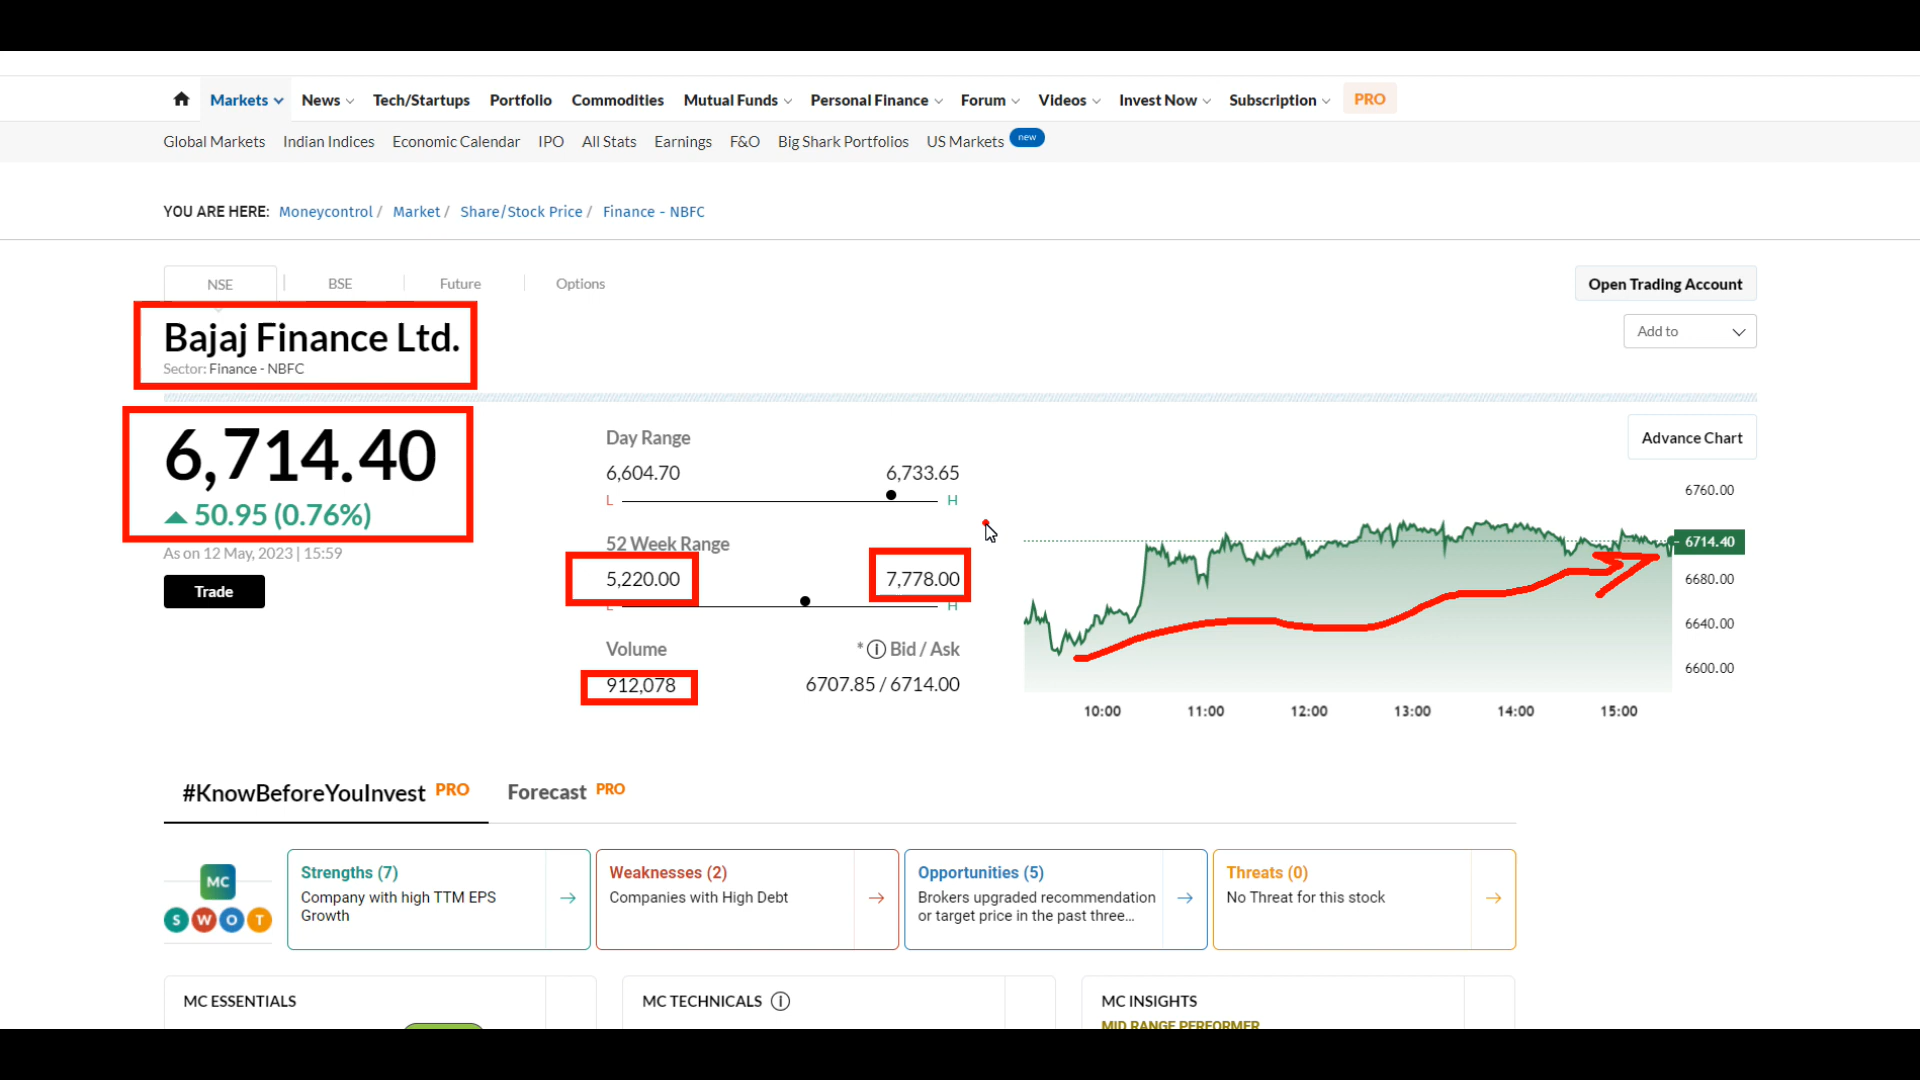 Markets News Tech/Startups Portfolio Commodities Mutual Funds Personal Finance Forum Videos Invest Now Subscription PRO
Global Markets Indian Indices Economic Calendar IPO All Stats Earnings F&O Big Shark Portfolios US Markets new
YOU ARE HERE: Moneycontrol / Market / Share/Stock Price / Finance - NBFC
NSE BSE Future Options
Open Trading Account
Bajaj Finance Ltd.
Sector: Finance - NBFC
Add to
6,714.40
50.95 (0.76%)
As on 12 May, 2023 | 15:59
Trade
Day Range
6,604.70 6,733.65
L H
52 Week Range
5,220.00 7,778.00
L H
Volume * Bid / Ask
912,078 6707.85 / 6714.00
Advance Chart
6760.00
6714.40
6680.00
6640.00
6600.00
10:00 11:00 12:00 13:00 14:00 15:00
#KnowBeforeYouInvest PRO Forecast PRO
MC
S W O T
Strengths (7)
Company with high TTM EPS
Growth
Weaknesses (2)
Companies with High Debt
Opportunities (5)
Brokers upgraded recommendation
or target price in the past three...
Threats (0)
No Threat for this stock
MC ESSENTIALS
MC TECHNICALS
MC INSIGHTS
MID RANGE PERFORMER